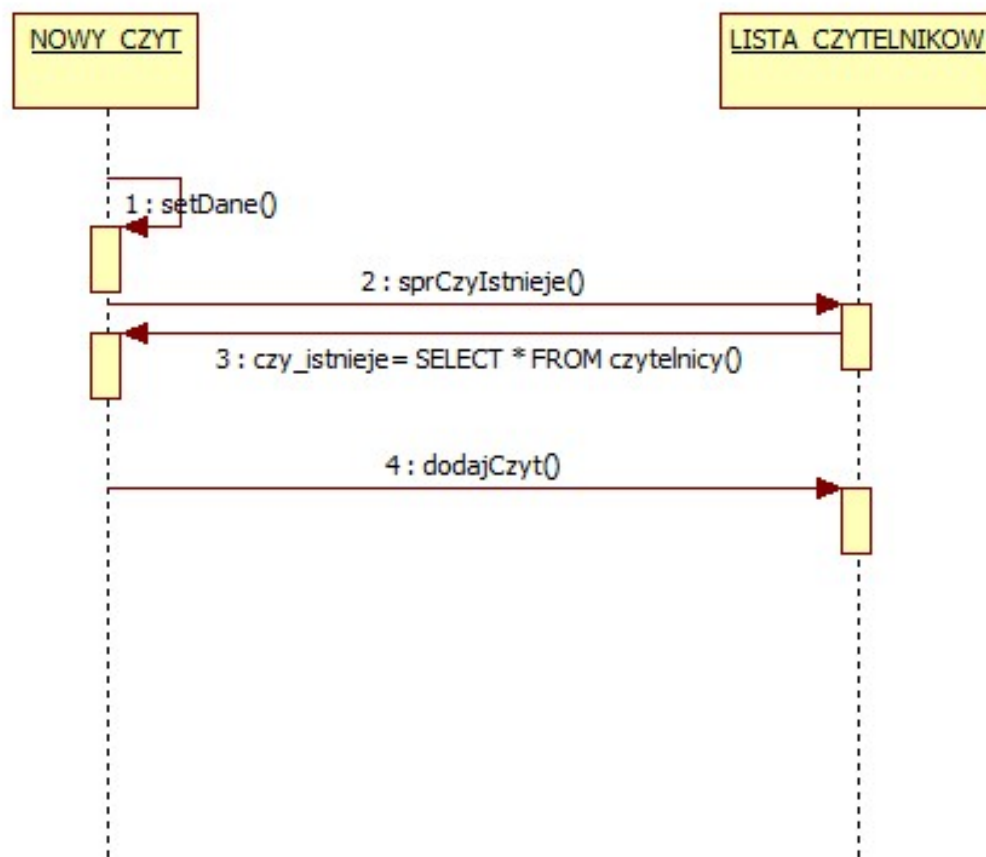 NOWY_CZYT
LISTA_CZYTELNIKOW
1 : setDane()
2 : sprCzyIstnieje()
3 : czy_istnieje= SELECT * FROM czytelnicy()
4 : dodajCzyt()